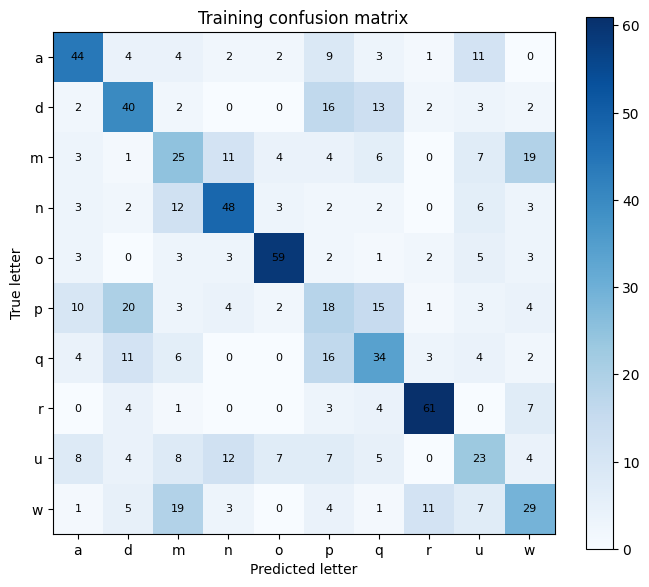 Training confusion matrix
a 44 4 4 2 2 9 3 1 11 0
d 2 40 2 0 0 16 13 2 3 2
m 3 1 25 11 4 4 6 0 7 19
n 3 2 12 48 3 2 2 0 6 3
o 3 0 3 3 59 2 1 2 5 3
p 10 20 3 4 2 18 15 1 3 4
q 4 11 6 0 0 16 34 3 4 2
r 0 4 1 0 0 3 4 61 0 7
u 8 4 8 12 7 7 5 0 23 4
w 1 5 19 3 0 4 1 11 7 29
a d m n o p q r u w
Predicted letter
True letter
60
50
40
30
20
10
0